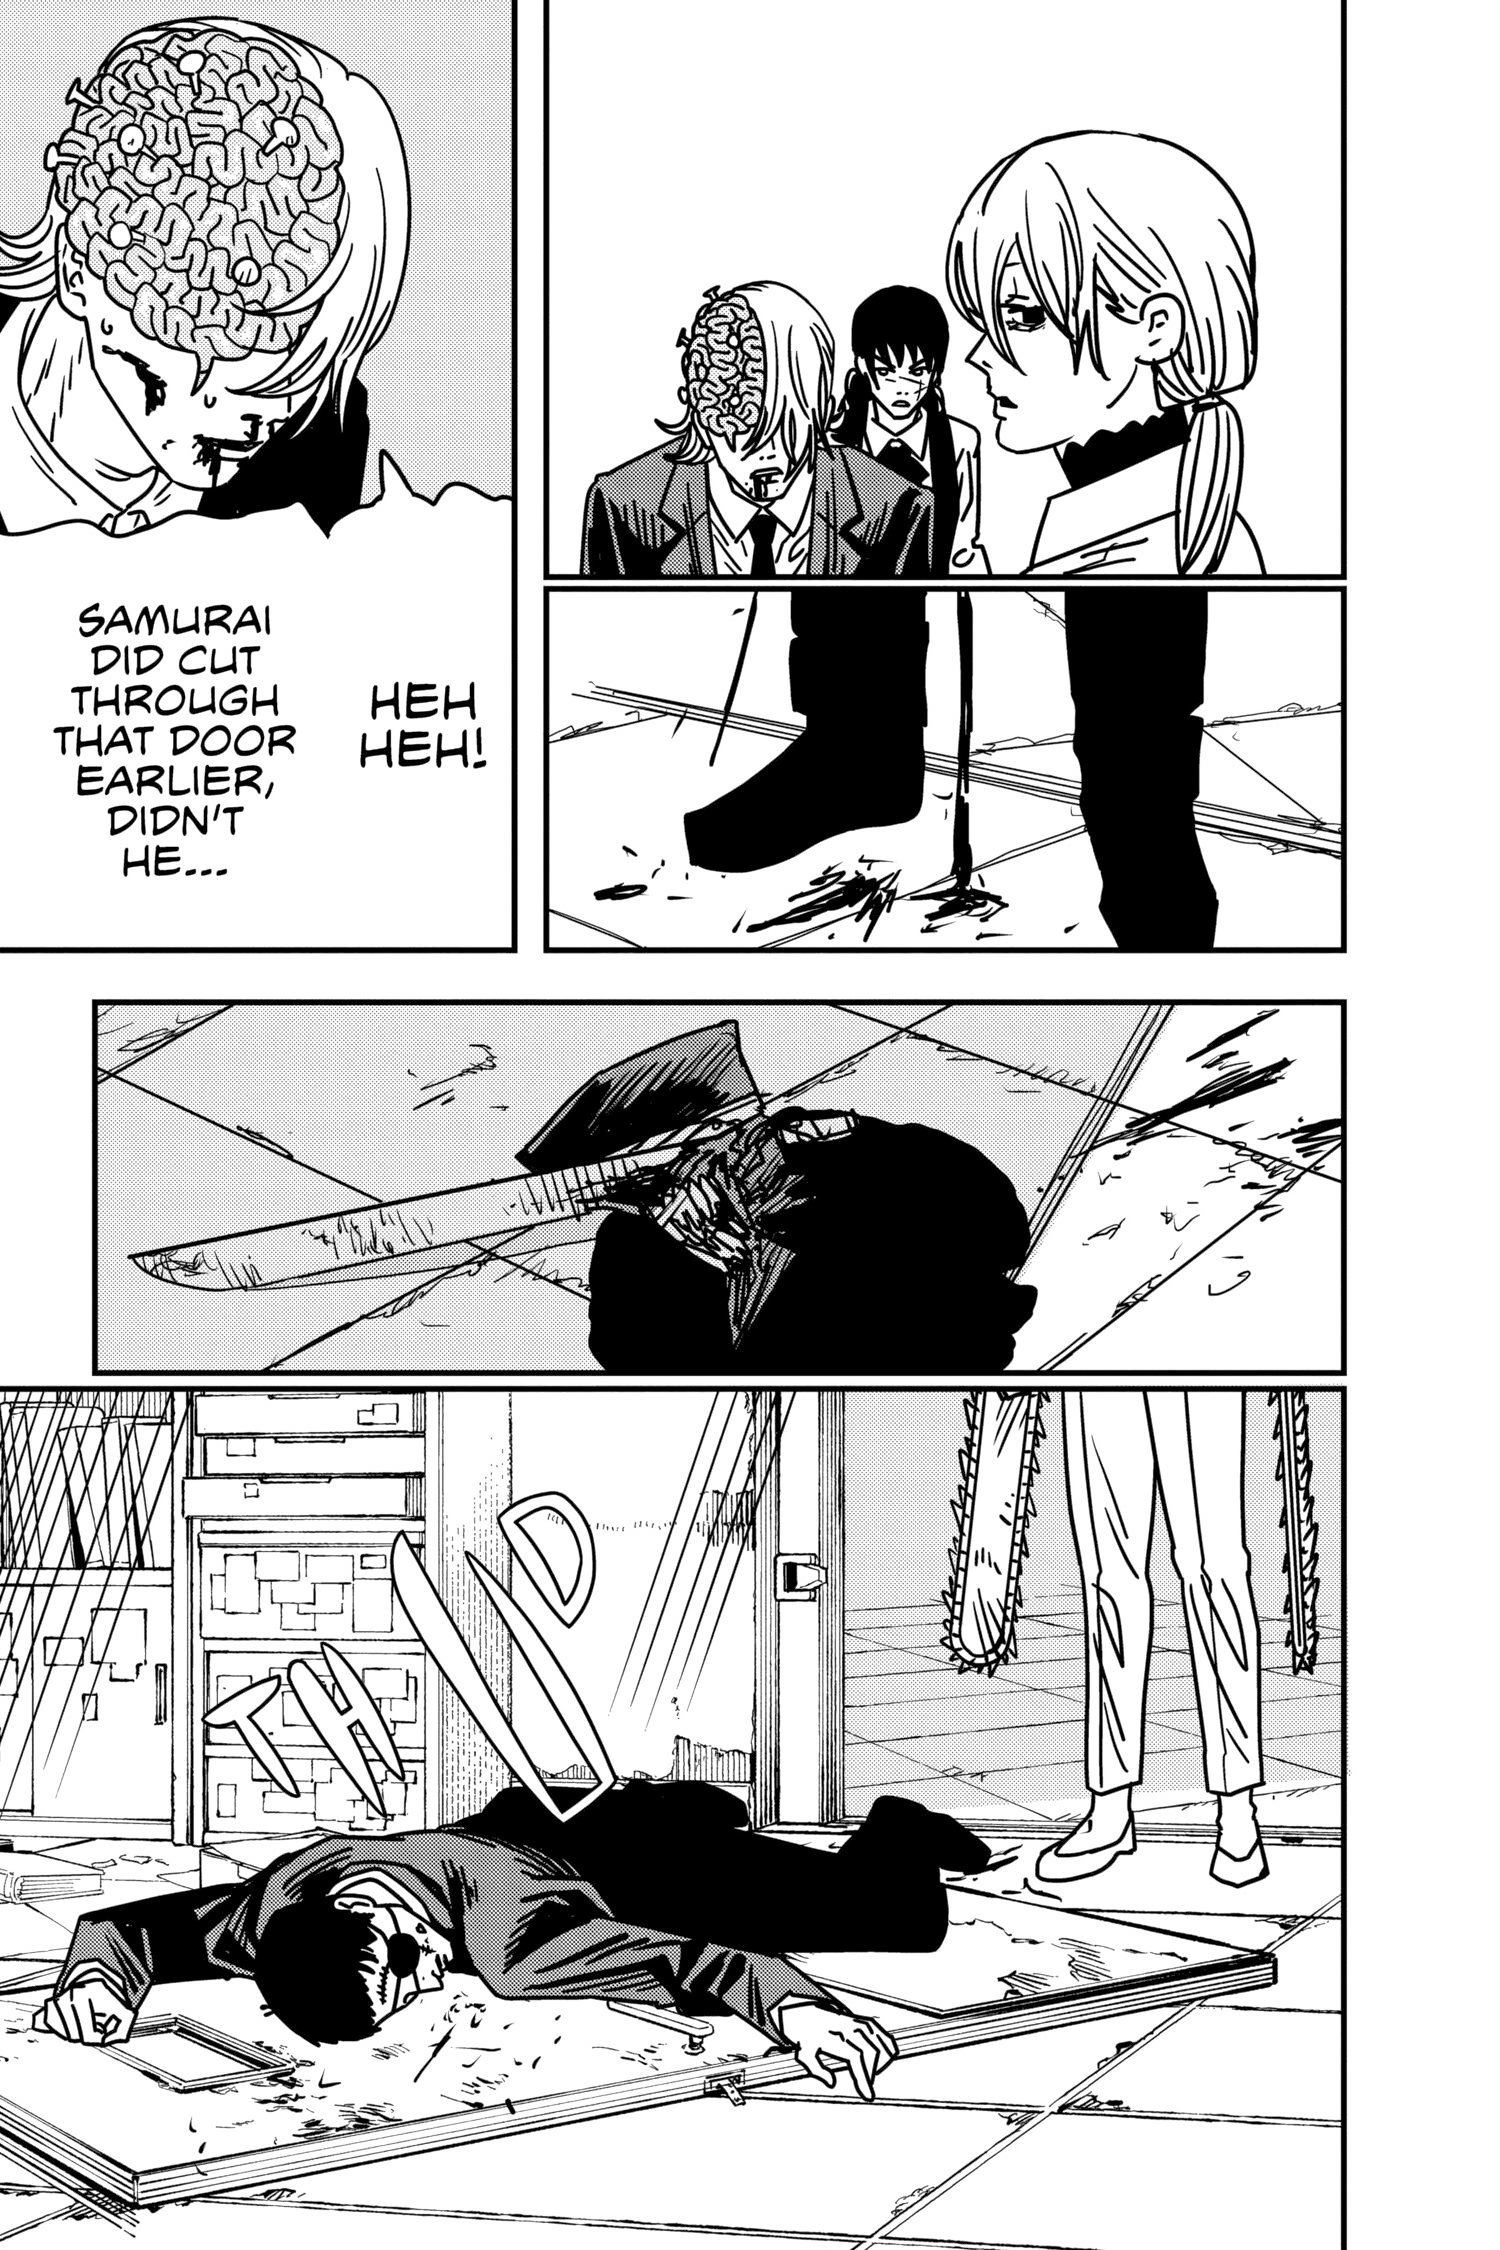 HEH
HEH!
SAMURAI
DID CUT
THROUGH
THAT DOOR
EARLIER,
DIDN'T
HE...
THUD